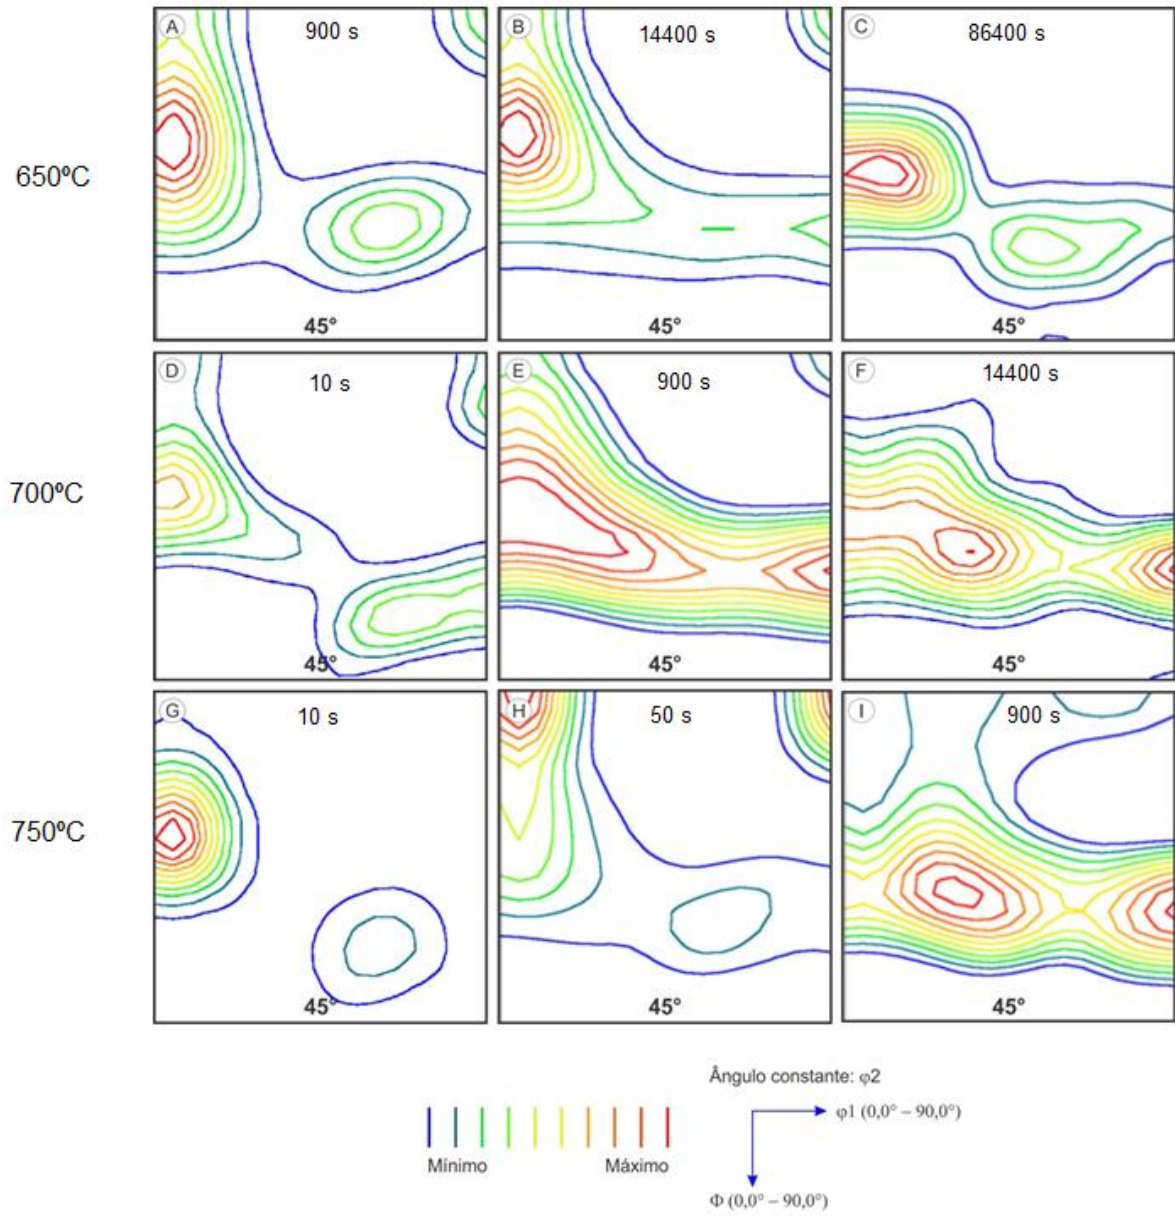 A
900 s
B
14400 s
C
86400 s
650ºC
45°
45°
45°
D
10 s
E
900 s
F
14400 s
700ºC
45°
45°
45°
G
10 s
H
50 s
I
900 s
750ºC
45°
45°
45°
Ângulo constante: φ2
φ1 (0,0° – 90,0°)
Mínimo
Máximo
Φ (0,0° – 90,0°)